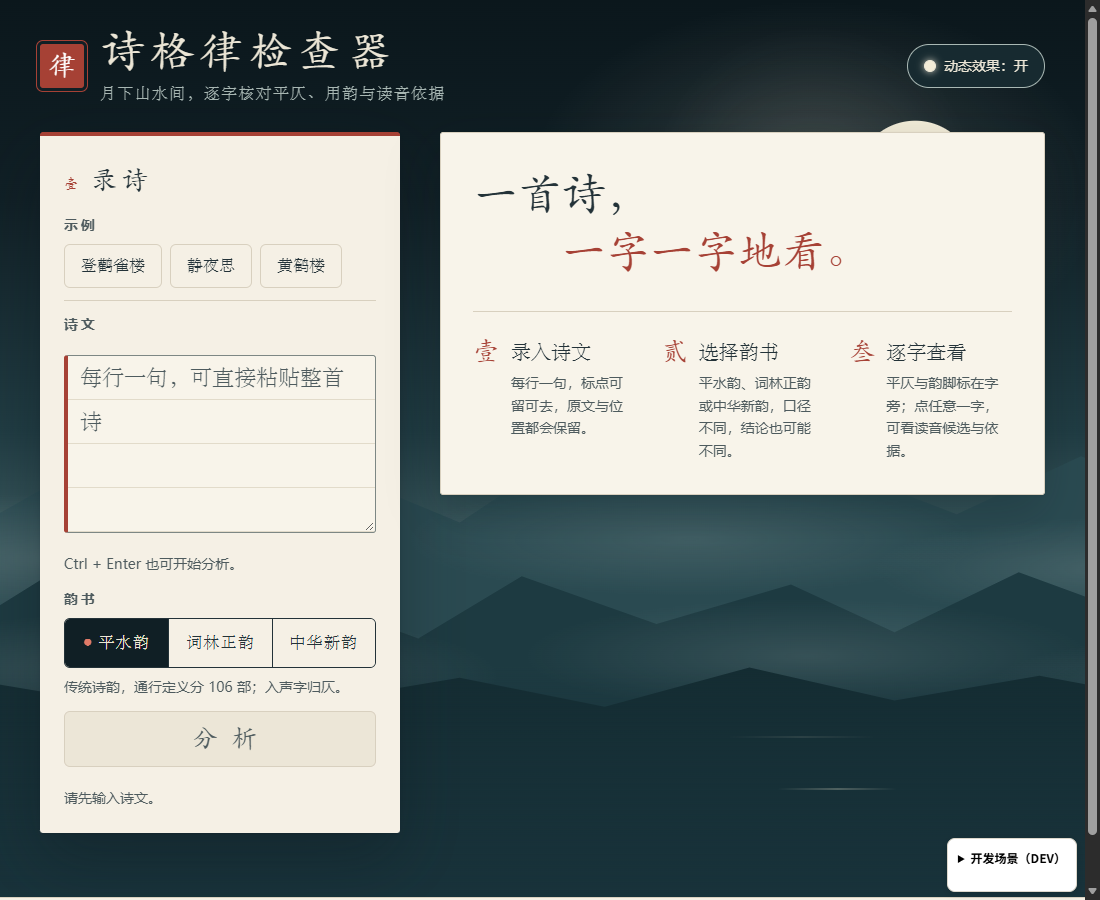 律
诗格律检查器
月下山水间，逐字核对平仄、用韵与读音依据
动态效果：开
壹 录诗
示例
登鹳雀楼 静夜思 黄鹤楼
诗文
每行一句，可直接粘贴整首
诗
Ctrl + Enter 也可开始分析。
韵书
平水韵 词林正韵 中华新韵
传统诗韵，通行定义分 106 部；入声字归仄。
分析
请先输入诗文。
一首诗，
一字一字地看。
壹 录入诗文
每行一句，标点可
留可去，原文与位
置都会保留。
贰 选择韵书
平水韵、词林正韵
或中华新韵，口径
不同，结论也可能
不同。
叁 逐字查看
平仄与韵脚标在字
旁；点任意一字，
可看读音候选与依
据。
开发场景（DEV）